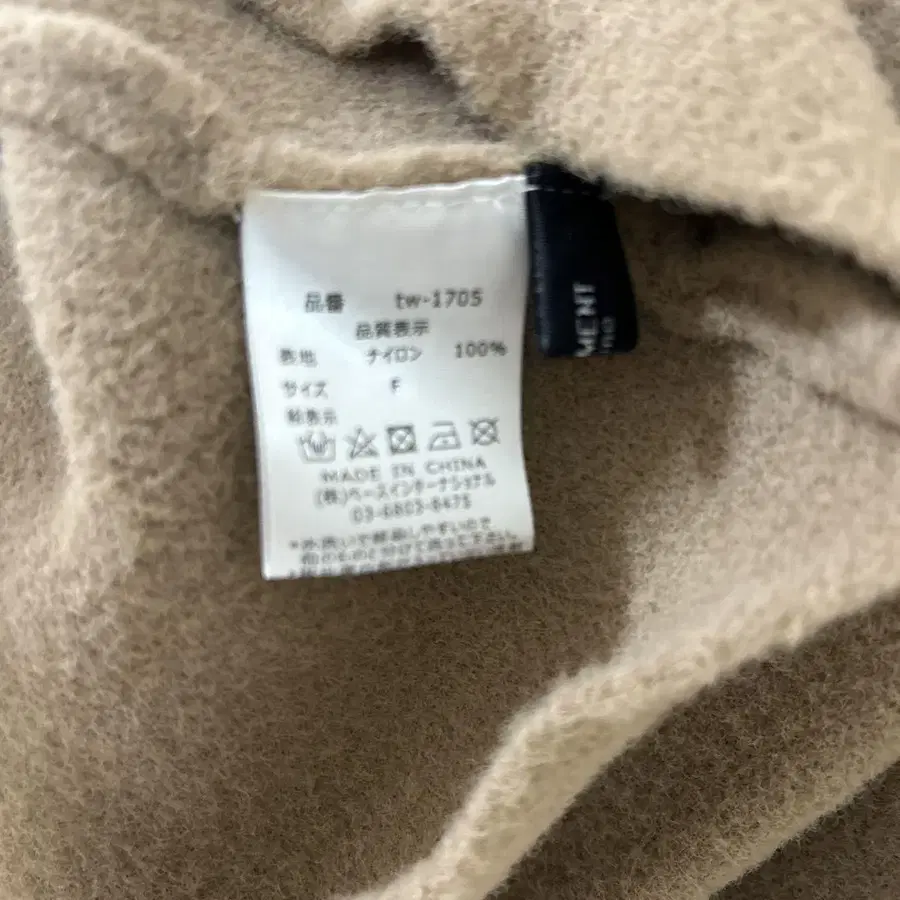 品番 tw-1705
品質表示
表地 ナイロン 100%
サイズ F
絵表示
MADE IN CHINA
(株)ベースインターナショナル
03-6803-8475
MENT